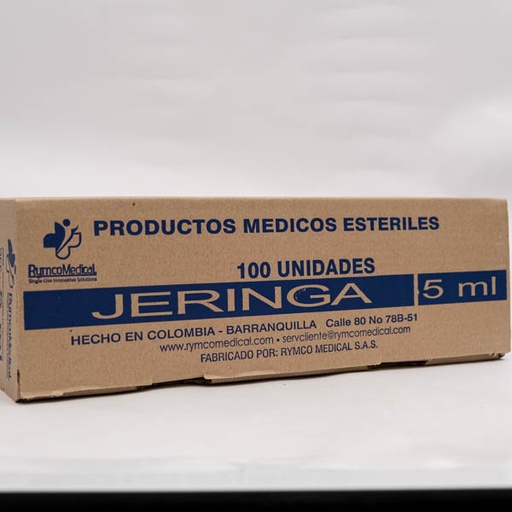 PRODUCTOS MEDICOS ESTERILES
RymcoMedical
Single-Use Innovative Solutions
100 UNIDADES
JERINGA 5 ml
HECHO EN COLOMBIA - BARRANQUILLA Calle 80 No 78B-51
www.rymcomedical.com • servcliente@rymcomedical.com
FABRICADO POR: RYMCO MEDICAL S.A.S.
RymcoMedical